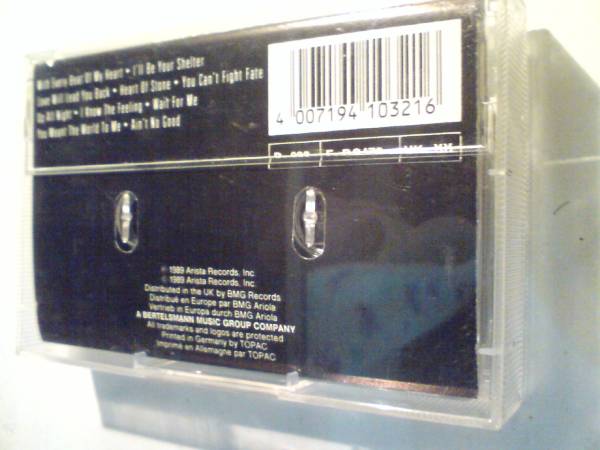 With Every Beat Of My Heart • I'll Be Your Shelter
Love Will Lead You Back • Heart Of Stone • You Can't Fight Fate
Up All Night • I Know The Feeling • Wait For Me
You Meant The World To Me • Ain't No Good
4 007194 103216
℗ 1989 Arista Records, Inc.
© 1989 Arista Records, Inc.
Distributed in the UK by BMG Records
Distribué en Europe par BMG Ariola
Vertrieb in Europa durch BMG Ariola
A BERTELSMANN MUSIC GROUP COMPANY
All trademarks and logos are protected
Printed in Germany by TOPAC
Imprimé en Allemagne par TOPAC